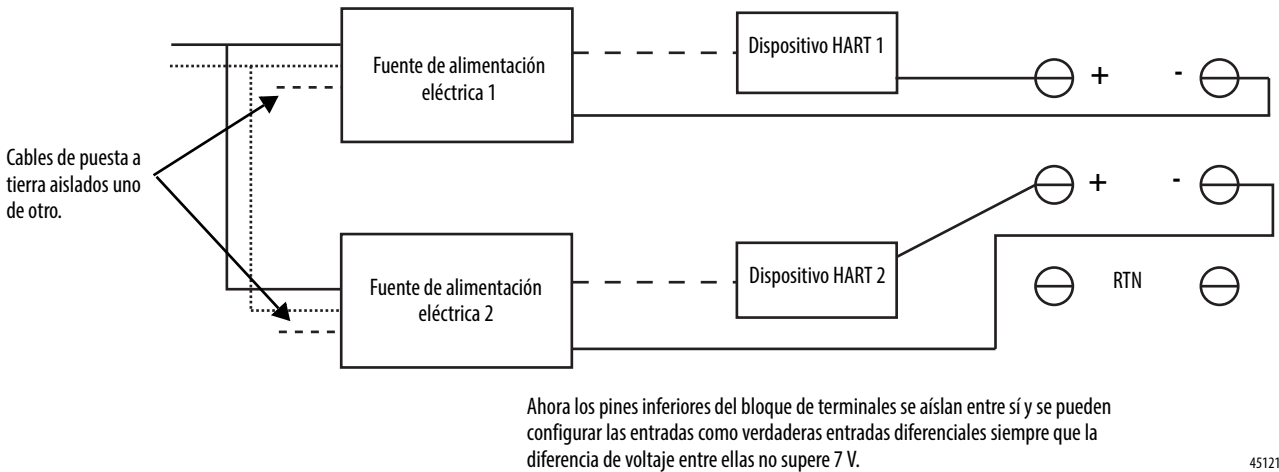 Fuente de alimentación
eléctrica 1
Dispositivo HART 1
+ -
Cables de puesta a
tierra aislados uno
de otro.
+ -
Fuente de alimentación
eléctrica 2
Dispositivo HART 2
RTN
Ahora los pines inferiores del bloque de terminales se aíslan entre sí y se pueden
configurar las entradas como verdaderas entradas diferenciales siempre que la
diferencia de voltaje entre ellas no supere 7 V.
45121